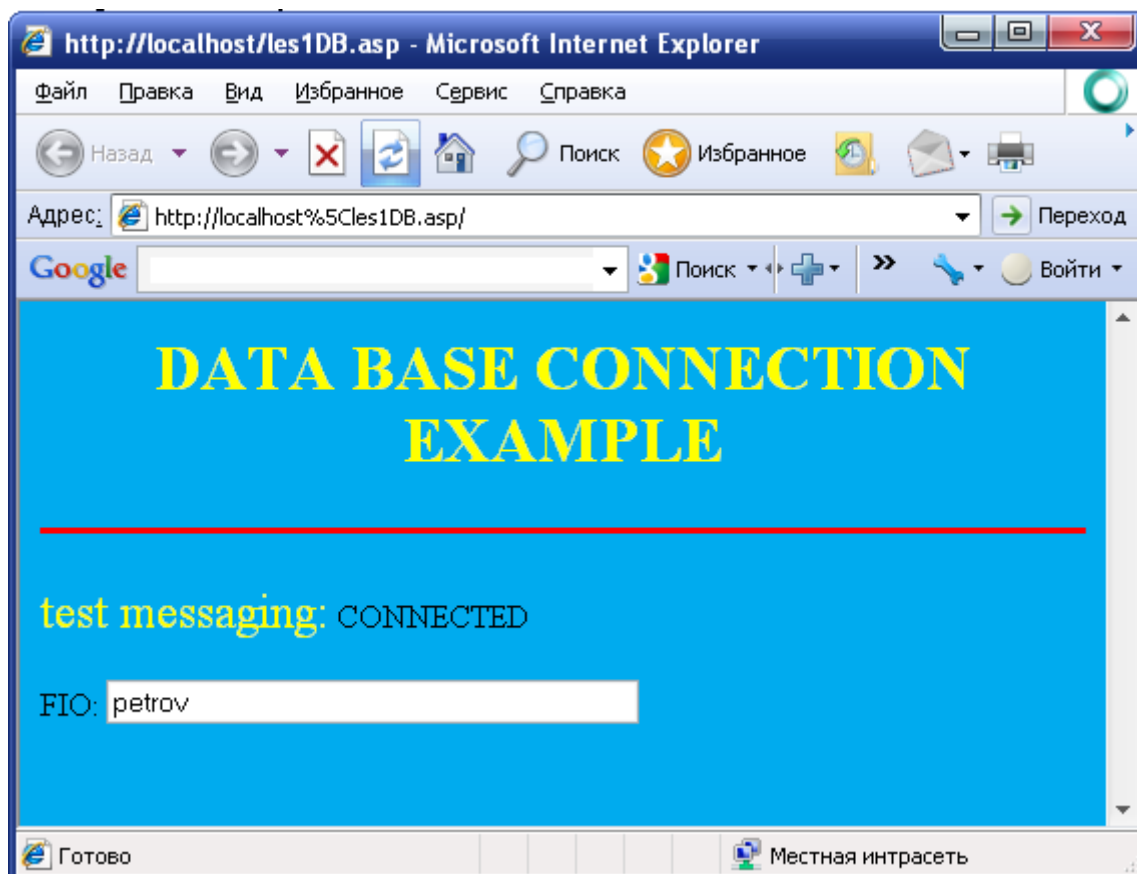 http://localhost/les1DB.asp - Microsoft Internet Explorer
Файл Правка Вид Избранное Сервис Справка
Назад Поиск Избранное
Адрес: http://localhost%5Cles1DB.asp/ Переход
Google Поиск » Войти
DATA BASE CONNECTION
EXAMPLE
test messaging: CONNECTED
FIO: petrov
Готово Местная интрасеть